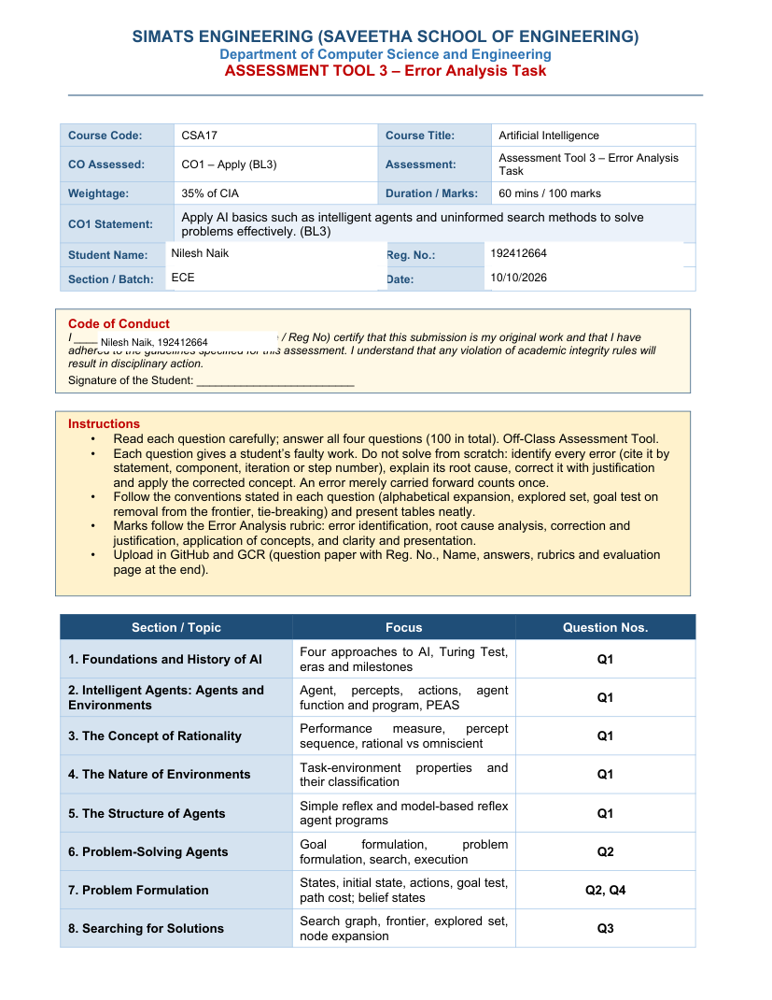 SIMATS ENGINEERING (SAVEETHA SCHOOL OF ENGINEERING)
Department of Computer Science and Engineering
ASSESSMENT TOOL 3 – Error Analysis Task
Course Code: CSA17 Course Title: Artificial Intelligence
CO Assessed: CO1 – Apply (BL3) Assessment: Assessment Tool 3 – Error Analysis
Task
Weightage: 35% of CIA Duration / Marks: 60 mins / 100 marks
CO1 Statement: Apply AI basics such as intelligent agents and uninformed search methods to solve
problems effectively. (BL3)
Student Name: Nilesh Naik Reg. No.: 192412664
Section / Batch: ECE Date: 10/10/2026
Code of Conduct
I ____ Nilesh Naik, 192412664 / Reg No) certify that this submission is my original work and that I have
adhered to the guidelines specified for this assessment. I understand that any violation of academic integrity rules will
result in disciplinary action.
Signature of the Student: _________________________
Instructions
• Read each question carefully; answer all four questions (100 in total). Off-Class Assessment Tool.
• Each question gives a student’s faulty work. Do not solve from scratch: identify every error (cite it by
statement, component, iteration or step number), explain its root cause, correct it with justification
and apply the corrected concept. An error merely carried forward counts once.
• Follow the conventions stated in each question (alphabetical expansion, explored set, goal test on
removal from the frontier, tie-breaking) and present tables neatly.
• Marks follow the Error Analysis rubric: error identification, root cause analysis, correction and
justification, application of concepts, and clarity and presentation.
• Upload in GitHub and GCR (question paper with Reg. No., Name, answers, rubrics and evaluation
page at the end).
Section / Topic Focus Question Nos.
1. Foundations and History of AI Four approaches to AI, Turing Test,
eras and milestones Q1
2. Intelligent Agents: Agents and
Environments Agent, percepts, actions, agent
function and program, PEAS Q1
3. The Concept of Rationality Performance measure, percept
sequence, rational vs omniscient Q1
4. The Nature of Environments Task-environment properties and
their classification Q1
5. The Structure of Agents Simple reflex and model-based reflex
agent programs Q1
6. Problem-Solving Agents Goal formulation, problem
formulation, search, execution Q2
7. Problem Formulation States, initial state, actions, goal test,
path cost; belief states Q2, Q4
8. Searching for Solutions Search graph, frontier, explored set,
node expansion Q3